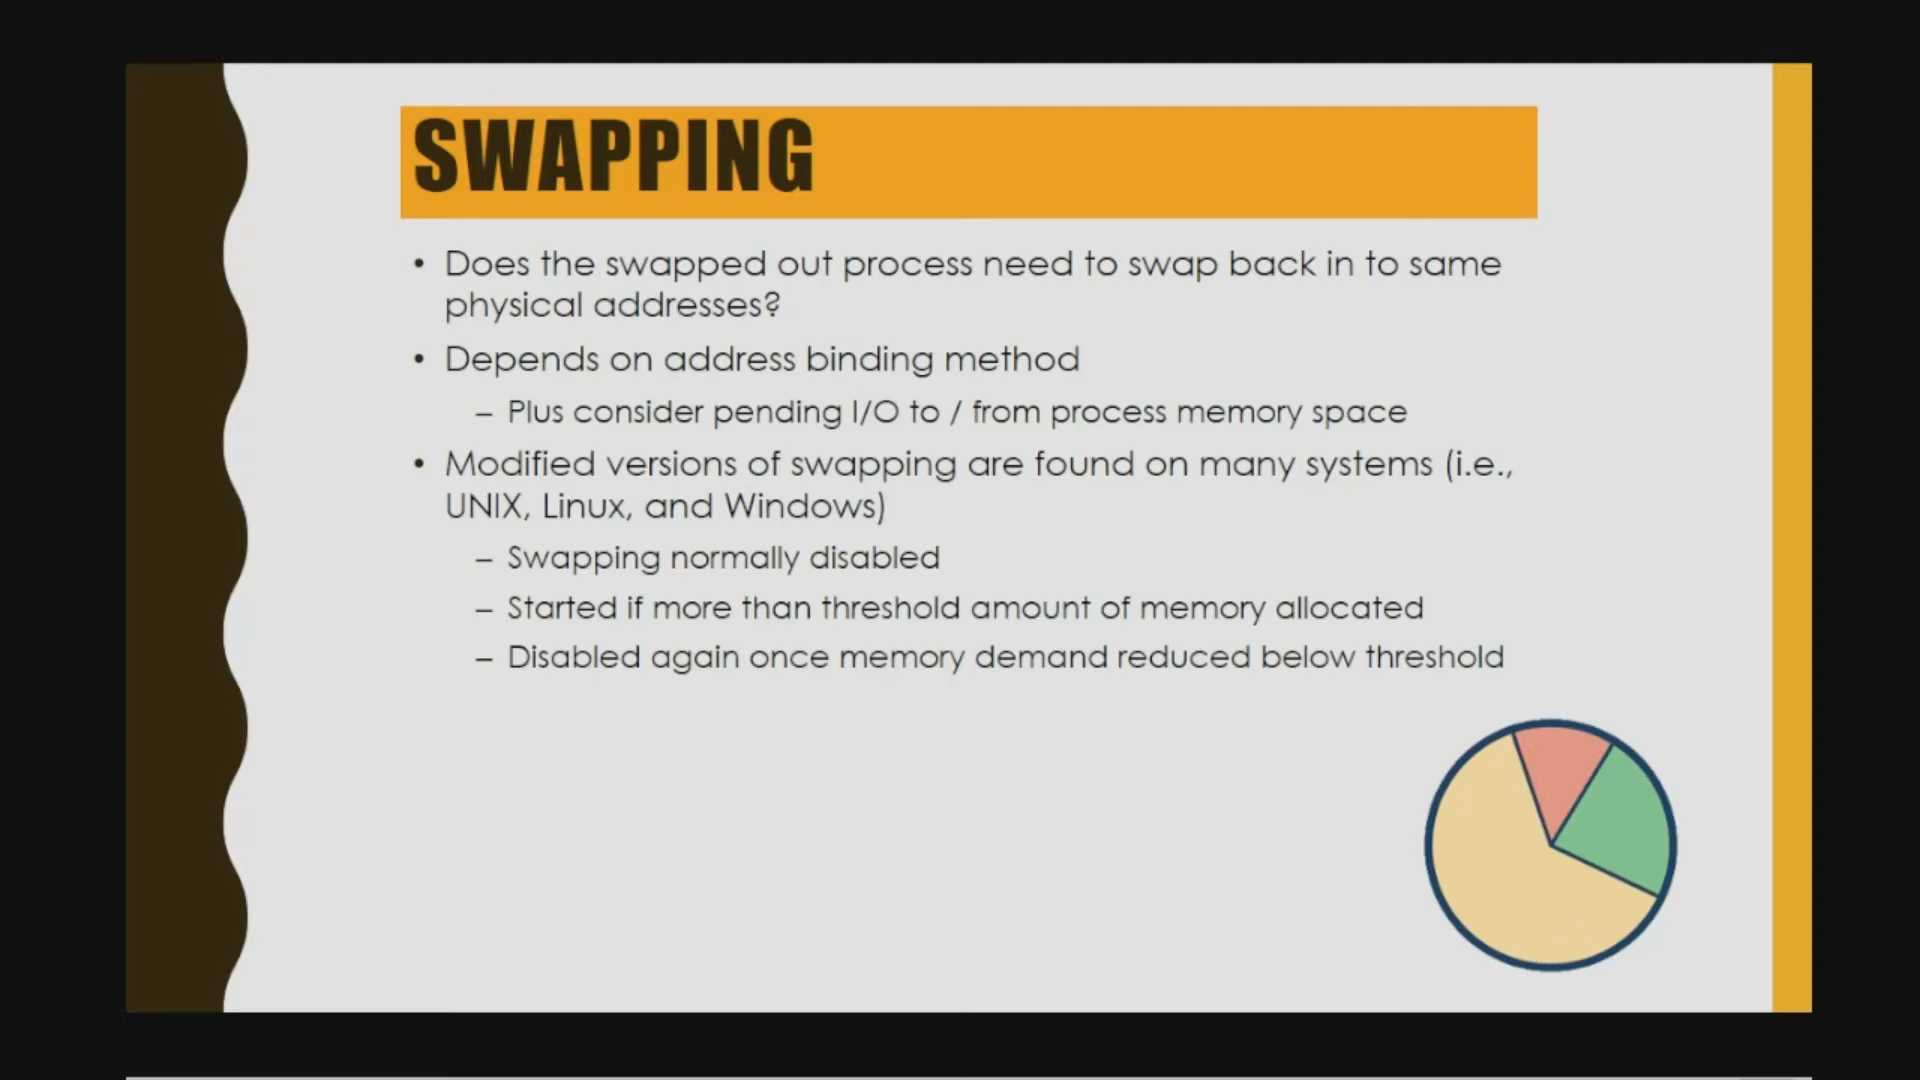 SWAPPING
• Does the swapped out process need to swap back in to same
physical addresses?
• Depends on address binding method
– Plus consider pending I/O to / from process memory space
• Modified versions of swapping are found on many systems (i.e.,
UNIX, Linux, and Windows)
– Swapping normally disabled
– Started if more than threshold amount of memory allocated
– Disabled again once memory demand reduced below threshold